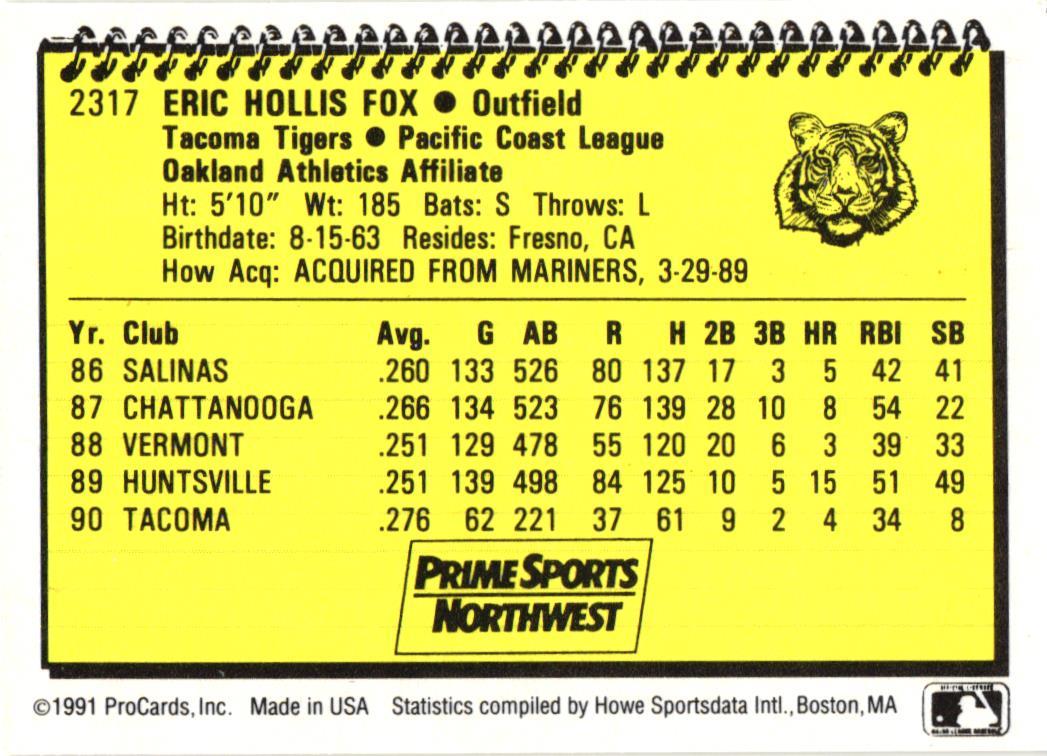 2317 ERIC HOLLIS FOX ● Outfield
Tacoma Tigers ● Pacific Coast League
Oakland Athletics Affiliate
Ht: 5'10" Wt: 185 Bats: S Throws: L
Birthdate: 8-15-63 Resides: Fresno, CA
How Acq: ACQUIRED FROM MARINERS, 3-29-89
Yr. Club Avg. G AB R H 2B 3B HR RBI SB
86 SALINAS .260 133 526 80 137 17 3 5 42 41
87 CHATTANOOGA .266 134 523 76 139 28 10 8 54 22
88 VERMONT .251 129 478 55 120 20 6 3 39 33
89 HUNTSVILLE .251 139 498 84 125 10 5 15 51 49
90 TACOMA .276 62 221 37 61 9 2 4 34 8
PRIME SPORTS
NORTHWEST
©1991 ProCards, Inc. Made in USA Statistics compiled by Howe Sportsdata Intl., Boston, MA